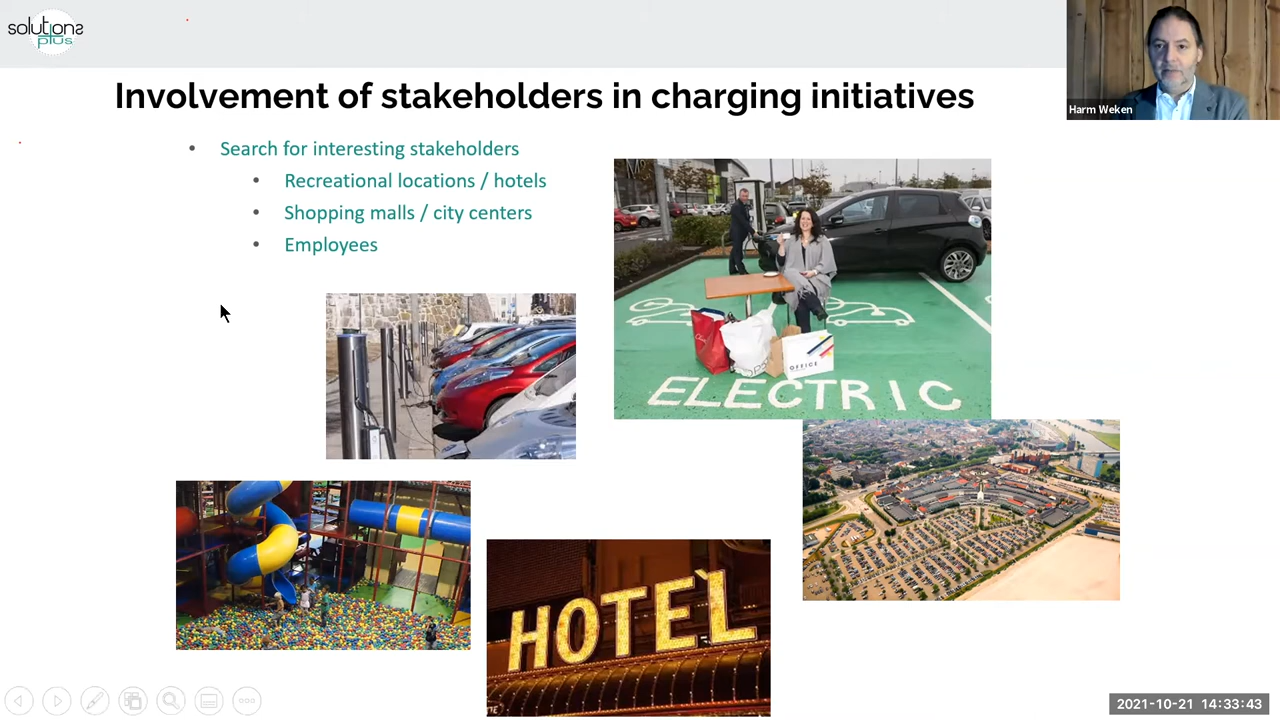 solutions
plus
Involvement of stakeholders in charging initiatives
Harm Weken
• Search for interesting stakeholders
• Recreational locations / hotels
• Shopping malls / city centers
• Employees
OFFICE
ELECTRIC
HOTEL
2021-10-21 14:33:43